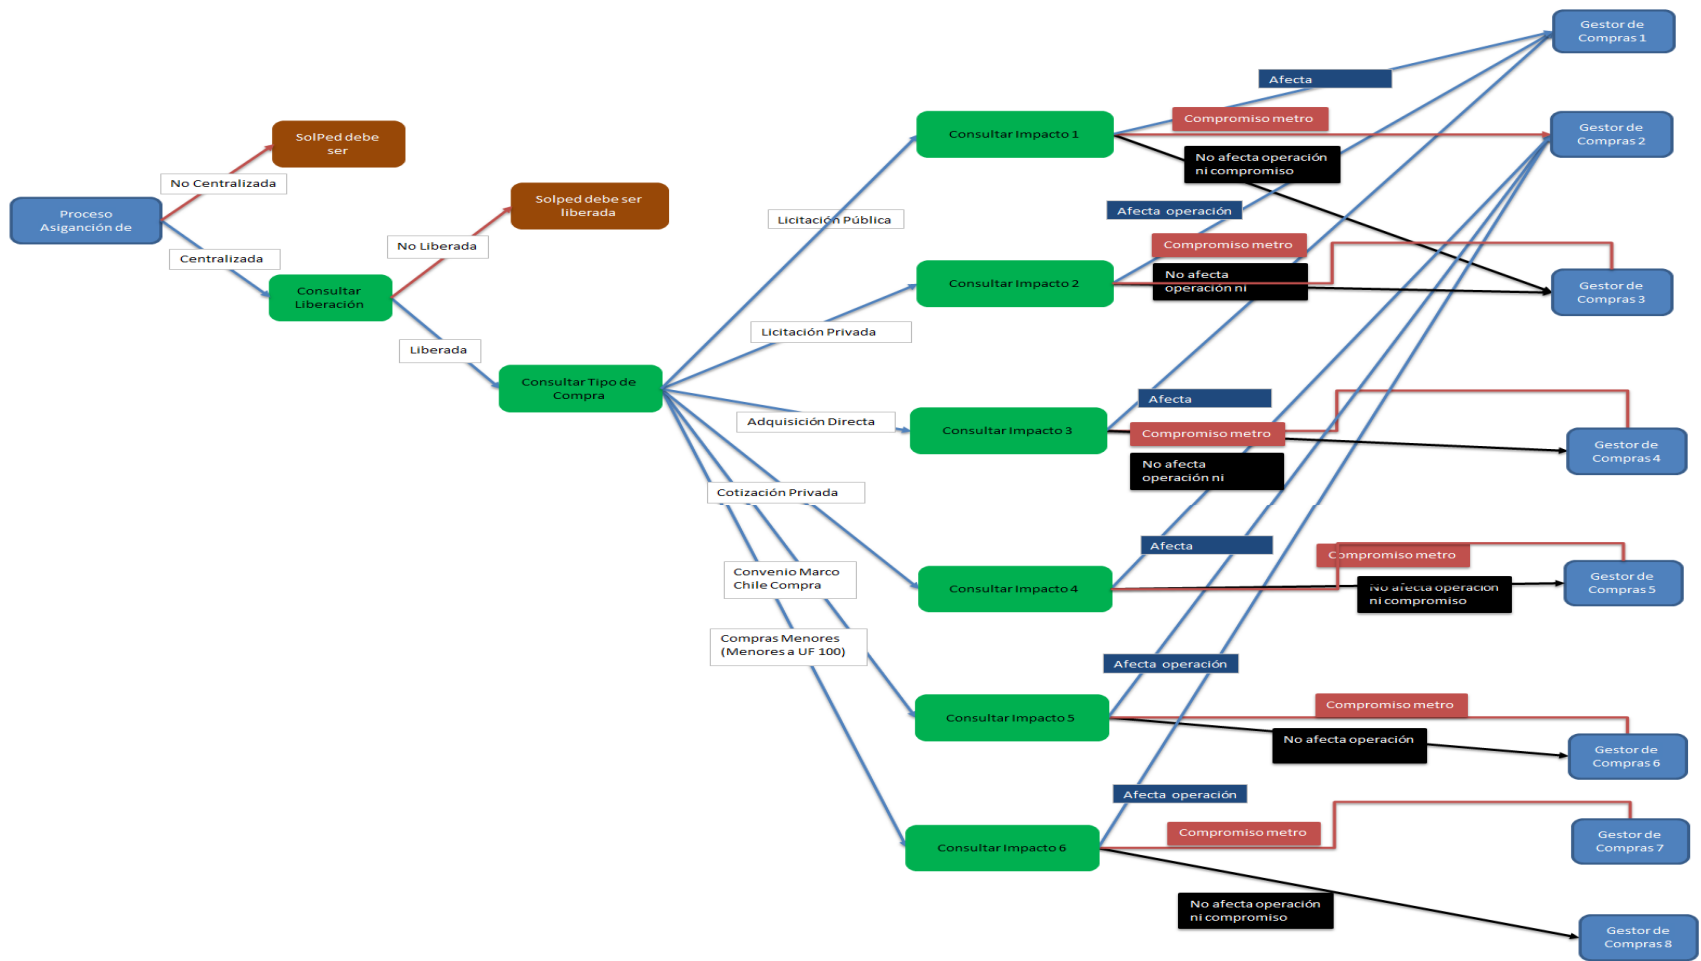 Gestor de
Compras 1
Afecta
Compromiso metro
Gestor de
Compras 2
Consultar Impacto 1
SolPed debe
ser
No afecta operación
ni compromiso
No Centralizada
Solped debe ser
liberada
Proceso
Asigación de
Licitación Pública
Afecta operación
No Liberada
Compromiso metro
Centralizada
No afecta
operación ni
Consultar Impacto 2
Gestor de
Compras 3
Consultar
Liberación
Licitación Privada
Liberada
Consultar Tipo de
Compra
Afecta
Adquisición Directa
Consultar Impacto 3
Compromiso metro
Gestor de
Compras 4
No afecta
operación ni
Cotización Privada
Afecta
Compromiso metro
Convenio Marco
Chile Compra
Consultar Impacto 4
No afecta operación
ni compromiso
Gestor de
Compras 5
Compras Menores
(Menores a UF 100)
Afecta operación
Compromiso metro
Consultar Impacto 5
No afecta operación
Gestor de
Compras 6
Afecta operación
Compromiso metro
Gestor de
Compras 7
Consultar Impacto 6
No afecta operación
ni compromiso
Gestor de
Compras 8